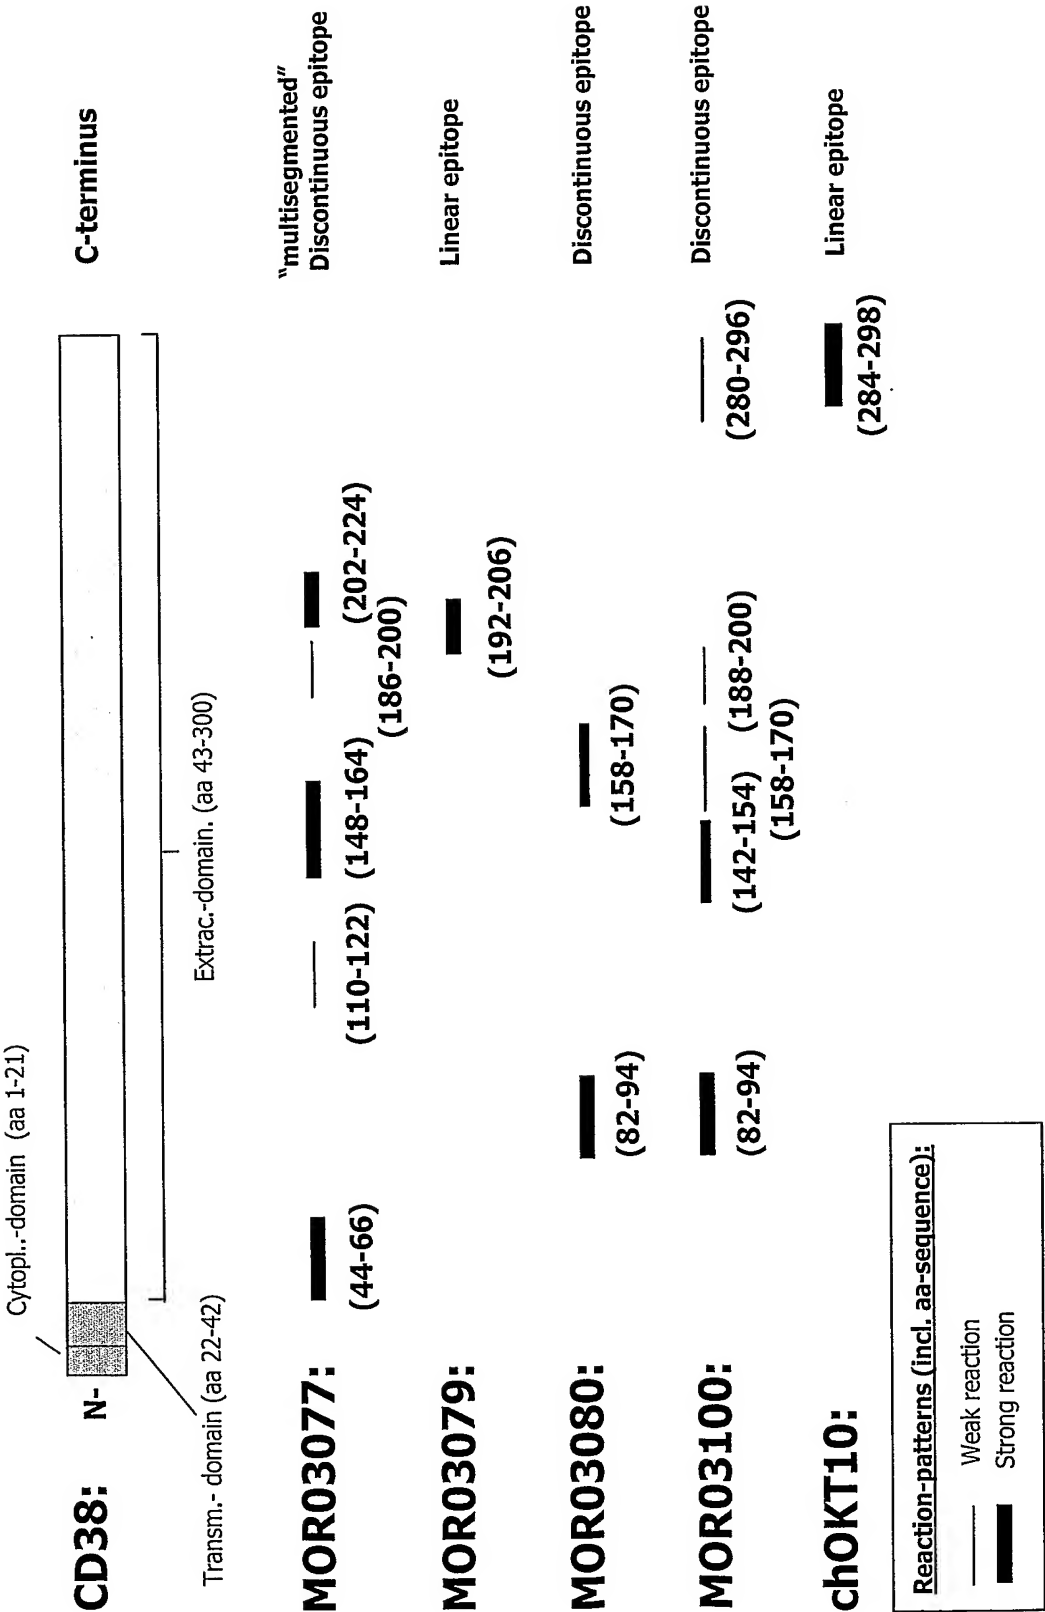 Cytopl..-domain (aa 1-21)
CD38: N- C-terminus
Transm.- domain (aa 22-42)
Extrac.-domain. (aa 43-300)
MOR03077: "multisegmented"
Discontinuous epitope
(44-66) (110-122) (148-164) (202-224)
(186-200)
MOR03079: Linear epitope
(192-206)
MOR03080: Discontinuous epitope
(82-94) (158-170)
MOR03100: Discontinuous epitope
(82-94) (142-154) (188-200) (280-296)
(158-170)
chOKT10: Linear epitope
(284-298)
Reaction-patterns (incl. aa-sequence):
Weak reaction
Strong reaction